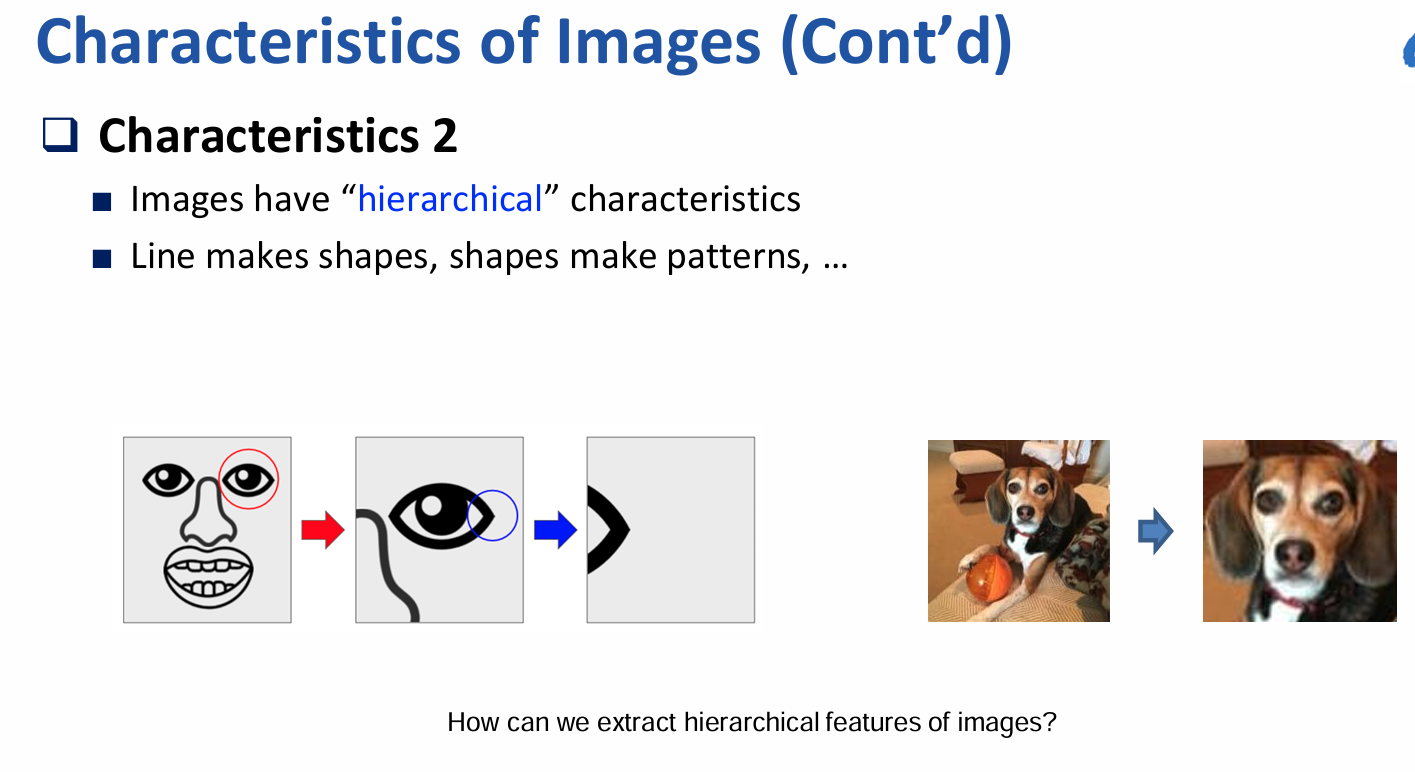 Characteristics of Images (Cont’d)
Characteristics 2
Images have “hierarchical” characteristics
Line makes shapes, shapes make patterns, …
How can we extract hierarchical features of images?